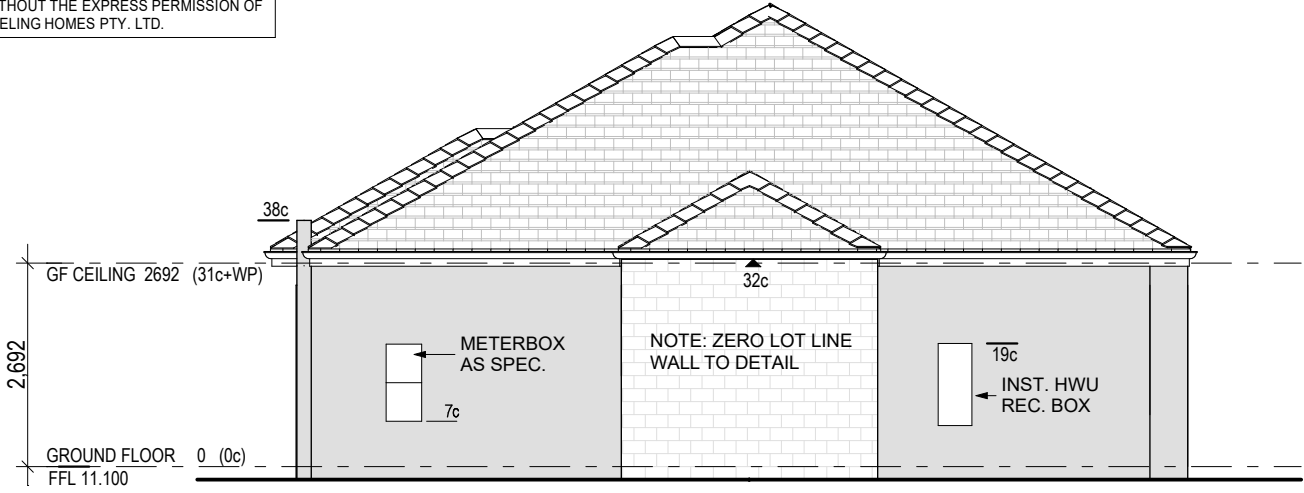 THOUT THE EXPRESS PERMISSION OF
ELING HOMES PTY. LTD.
38c
GF CEILING 2692 (31c+WP)
32c
METERBOX
AS SPEC.
NOTE: ZERO LOT LINE
WALL TO DETAIL
19c
INST. HWU
REC. BOX
7c
2,692
GROUND FLOOR 0 (0c)
FFL 11.100